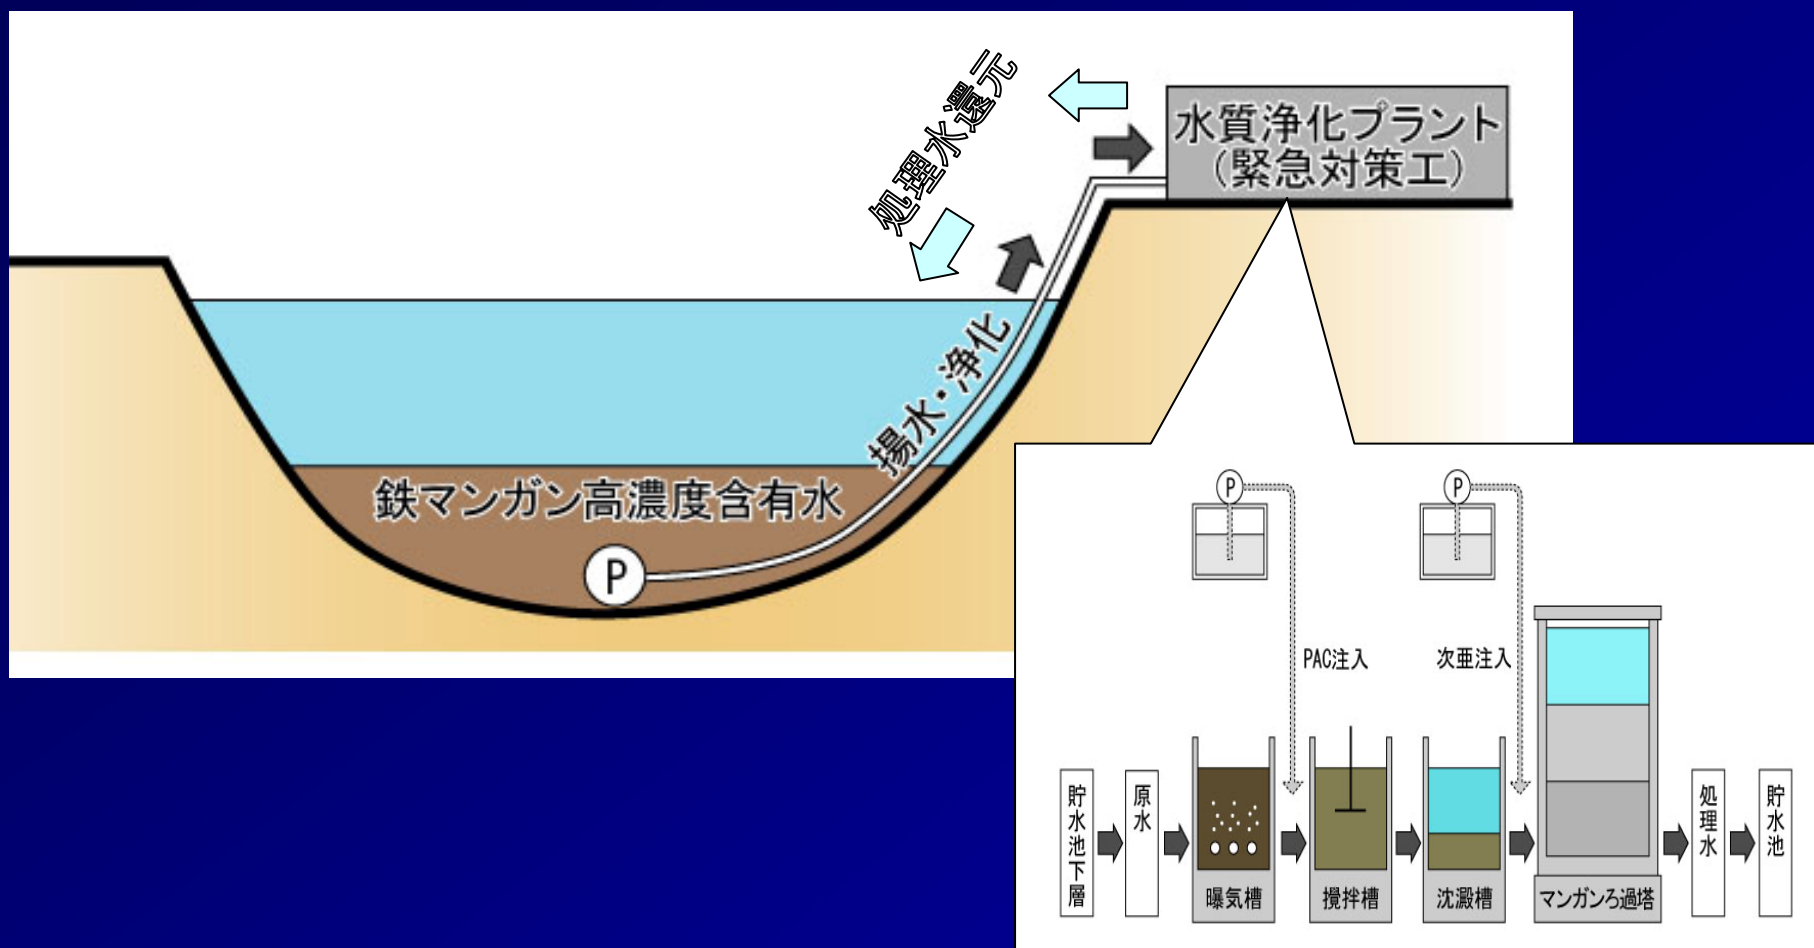 処理水還元
水質浄化プラント
(緊急対策工)
揚水・浄化
鉄マンガン高濃度含有水
P
P
P
PAC注入
次亜注入
貯水池下層
原水
曝気槽
攪拌槽
沈澱槽
マンガンろ過塔
処理水
貯水池